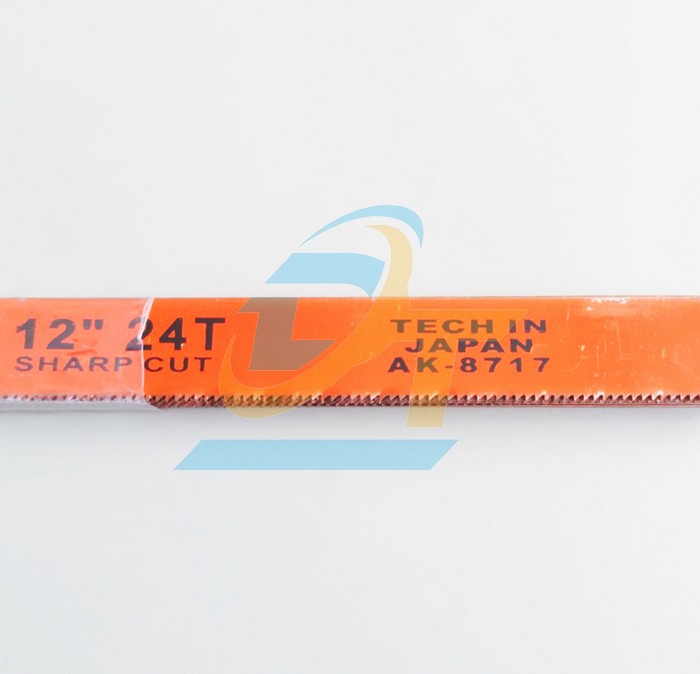 12" 24T
SHARP CUT
TECH IN
JAPAN
AK-8717